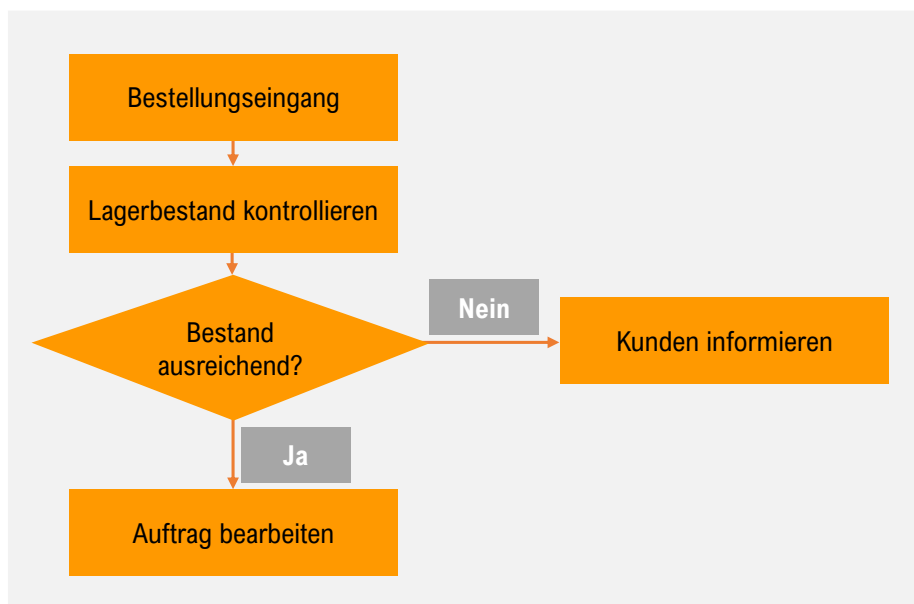 Bestellungseingang
Lagerbestand kontrollieren
Bestand
ausreichend?
Nein
Kunden informieren
Ja
Auftrag bearbeiten